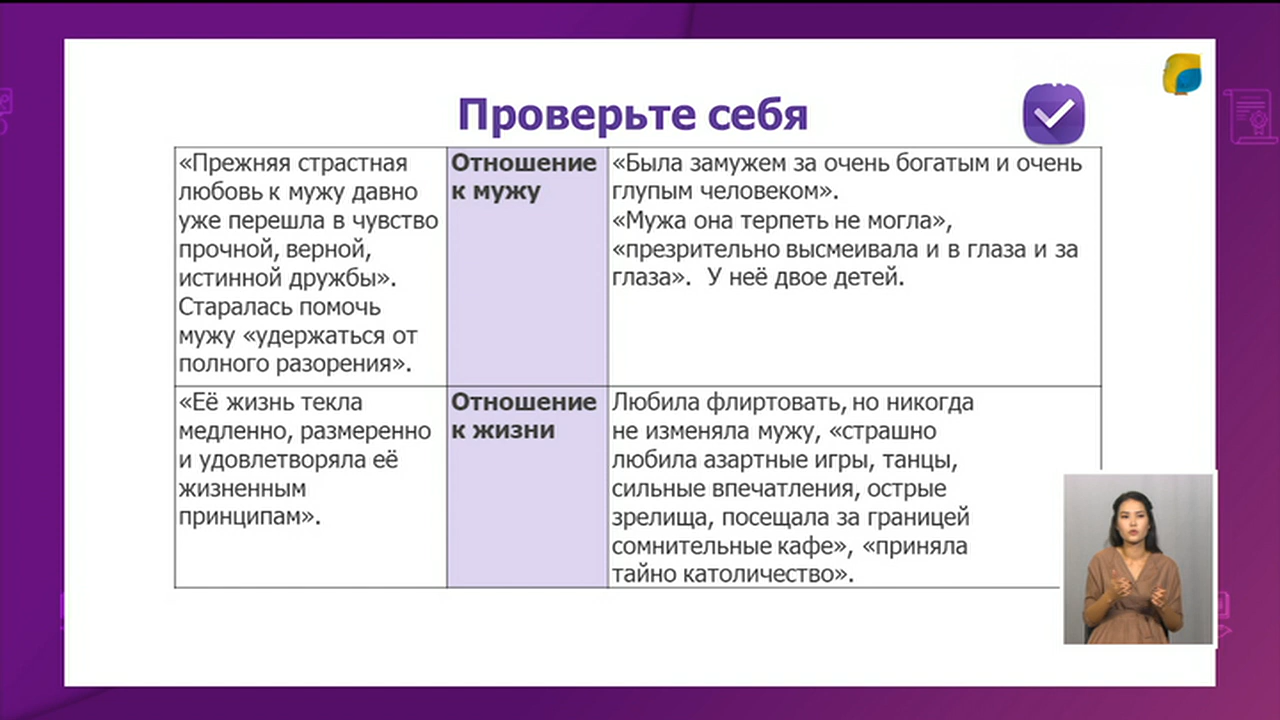 Проверьте себя
«Прежняя страстная
любовь к мужу давно
уже перешла в чувство
прочной, верной,
истинной дружбы».
Старалась помочь
мужу «удержаться от
полного разорения».
Отношение
к мужу
«Была замужем за очень богатым и очень
глупым человеком».
«Мужа она терпеть не могла»,
«презрительно высмеивала и в глаза и за
глаза». У неё двое детей.
«Её жизнь текла
медленно, размеренно
и удовлетворяла её
жизненным
принципам».
Отношение
к жизни
Любила флиртовать, но никогда
не изменяла мужу, «страшно
любила азартные игры, танцы,
сильные впечатления, острые
зрелища, посещала за границей
сомнительные кафе», «приняла
тайно католичество».